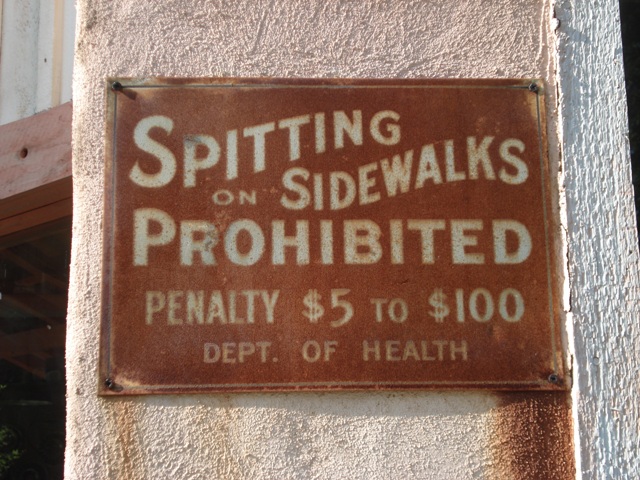 SPITTING
ON SIDEWALKS
PROHIBITED
PENALTY $5 TO $100
DEPT. OF HEALTH